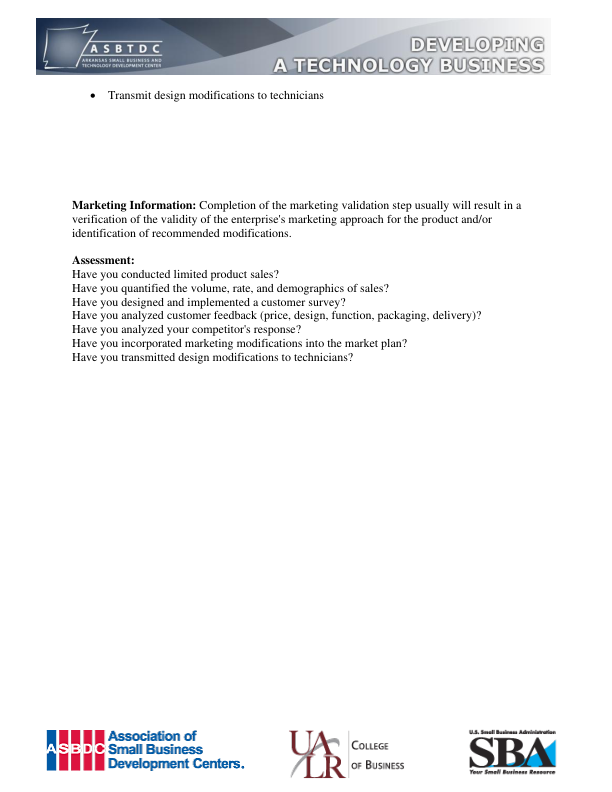 ASBTDC
ARKANSAS SMALL BUSINESS AND
TECHNOLOGY DEVELOPMENT CENTER
DEVELOPING
A TECHNOLOGY BUSINESS
• Transmit design modifications to technicians
Marketing Information: Completion of the marketing validation step usually will result in a
verification of the validity of the enterprise's marketing approach for the product and/or
identification of recommended modifications.
Assessment:
Have you conducted limited product sales?
Have you quantified the volume, rate, and demographics of sales?
Have you designed and implemented a customer survey?
Have you analyzed customer feedback (price, design, function, packaging, delivery)?
Have you analyzed your competitor's response?
Have you incorporated marketing modifications into the market plan?
Have you transmitted design modifications to technicians?
ASBDC
Association of
Small Business
Development Centers.
UALR
COLLEGE
OF BUSINESS
U.S. Small Business Administration
SBA
Your Small Business Resource